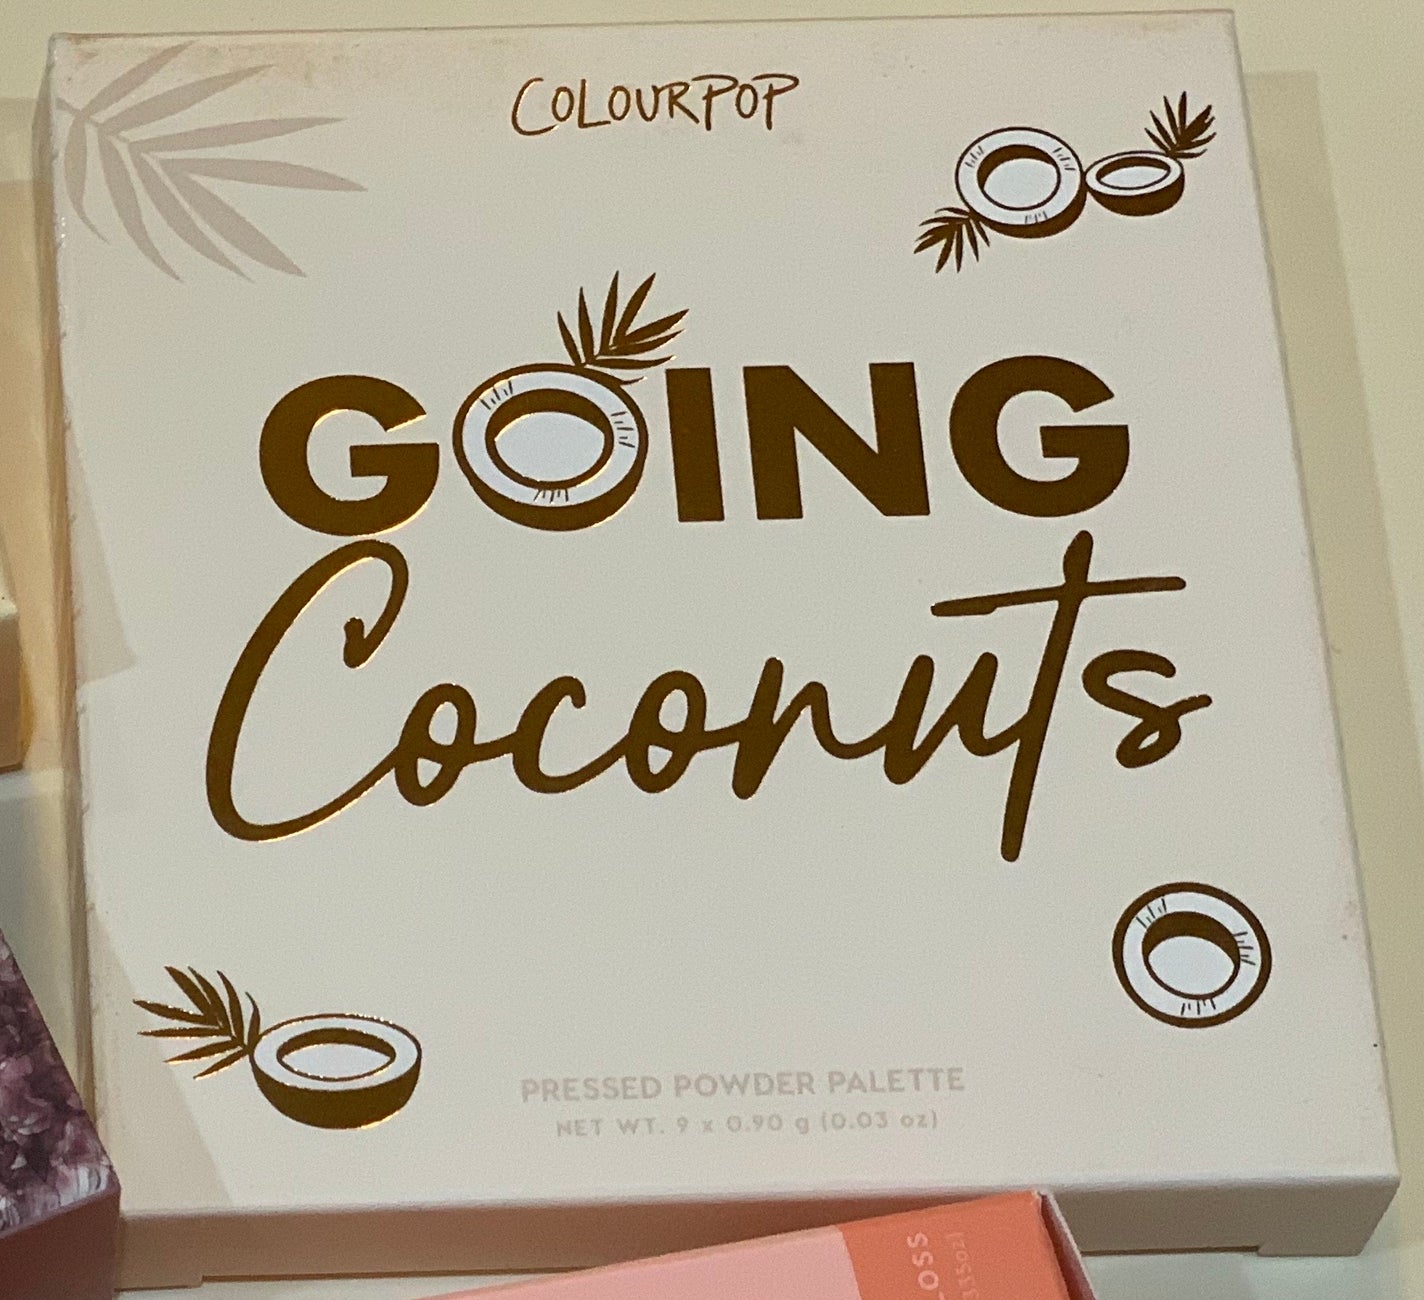 COLOURPOP
GOING
Coconuts
PRESSED POWDER PALETTE
NET WT. 9 x 0.90 g (0.03 oz)